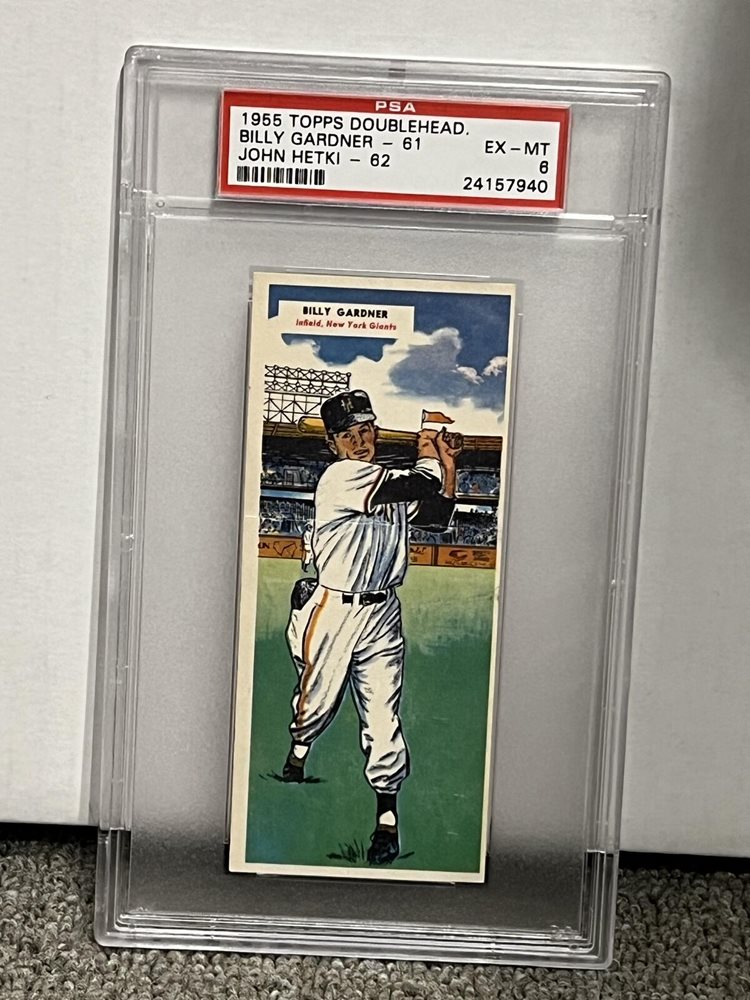 PSA
1955 TOPPS DOUBLEHEAD.
BILLY GARDNER - 61 EX-MT
JOHN HETKI - 62 6
24157940
BILLY GARDNER
infield, New York Giants